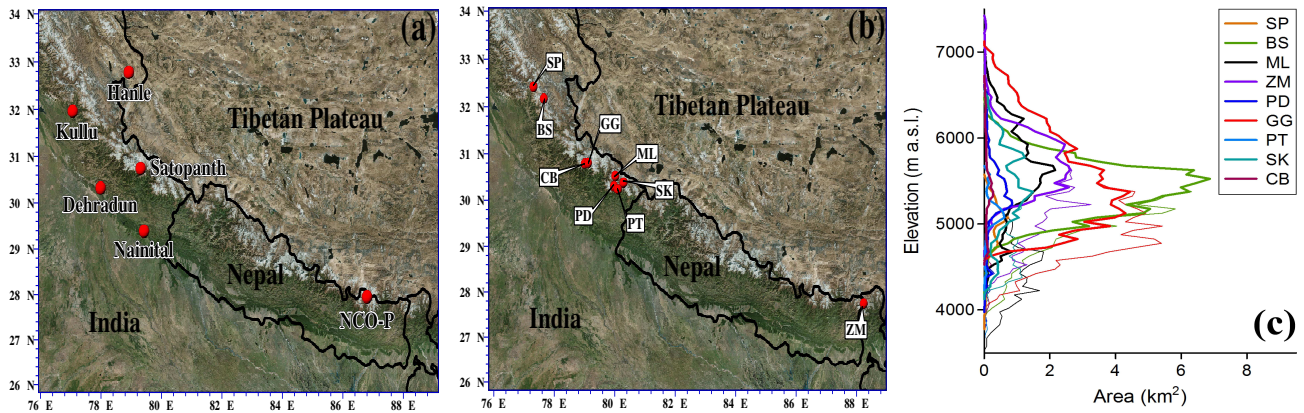 (a)
34 N
33 N
32 N
31 N
30 N
29 N
28 N
27 N
26 N
76 E
78 E
80 E
82 E
84 E
86 E
88 E
Hanle
Kullu
Tibetan Plateau
Satopanth
Dehradun
Nainital
Nepal
India
NCO-P
(b)
34 N
33 N
32 N
31 N
30 N
29 N
28 N
27 N
26 N
76 E
78 E
80 E
82 E
84 E
86 E
88 E
SP
BS
GG
Tibetan Plateau
CB
ML
SK
PD
PT
Nepal
India
ZM
(c)
Elevation (m a.s.l.)
7000
6000
5000
4000
0
2
4
6
8
Area (km²)
SP
BS
ML
ZM
PD
GG
PT
SK
CB